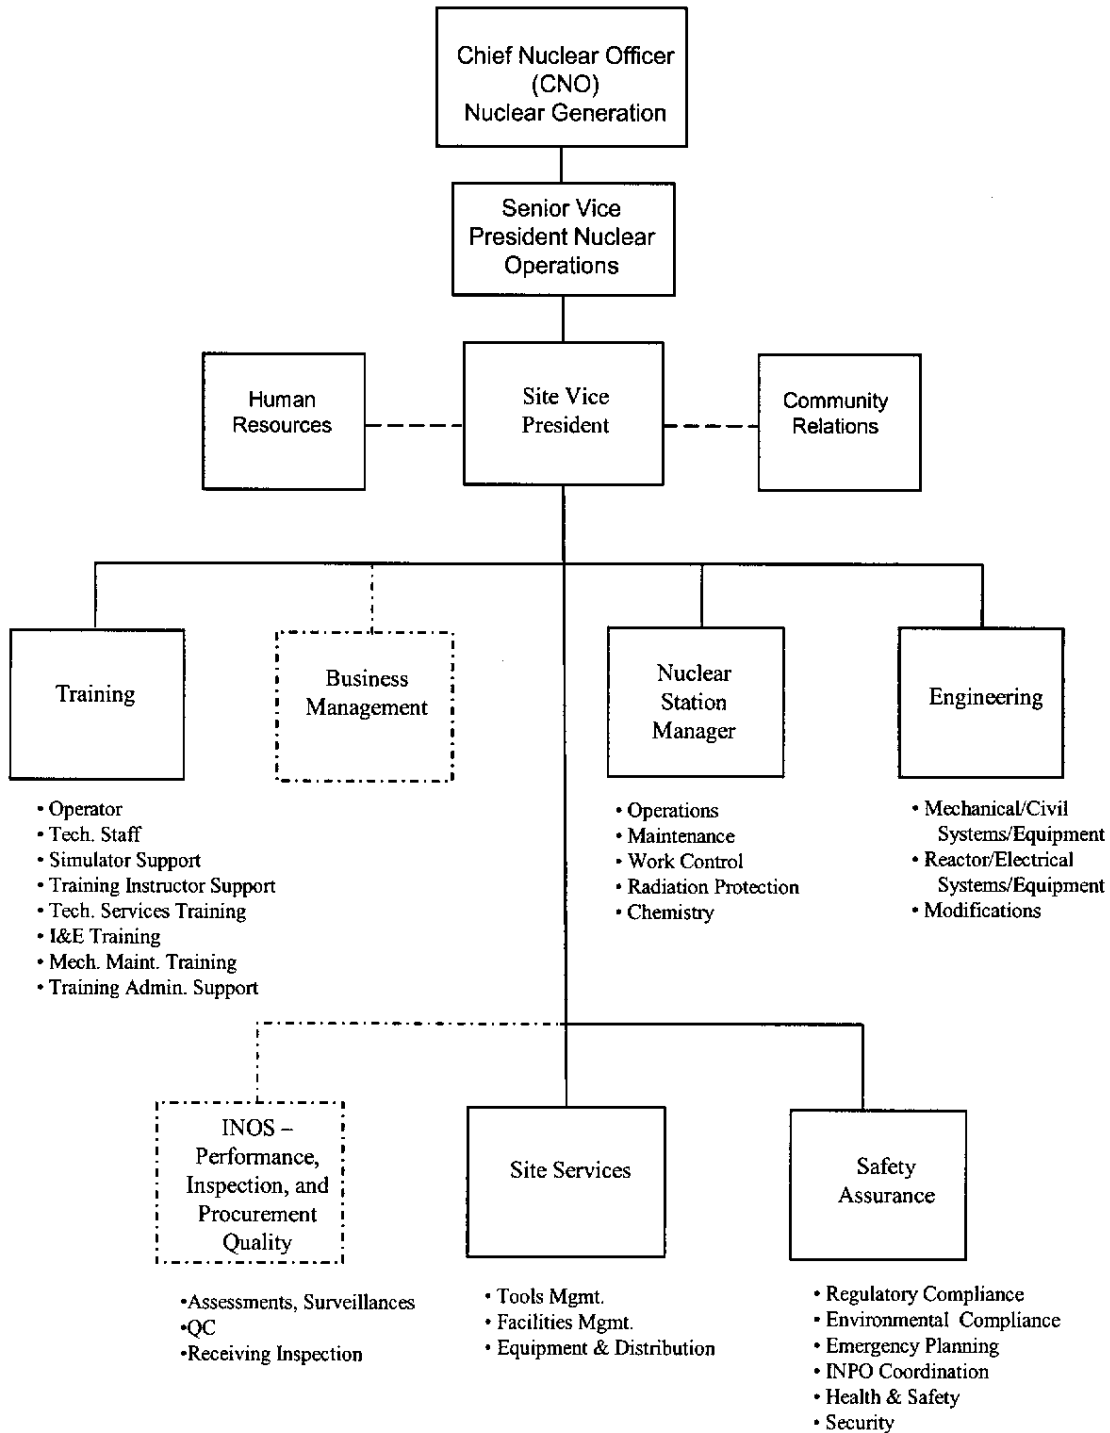 Chief Nuclear Officer
(CNO)
Nuclear Generation
Senior Vice
President Nuclear
Operations
Human
Resources
Site Vice
President
Community
Relations
Training
Business
Management
Nuclear
Station
Manager
Engineering
• Operator
• Tech. Staff
• Simulator Support
• Training Instructor Support
• Tech. Services Training
• I&E Training
• Mech. Maint. Training
• Training Admin. Support
• Operations
• Maintenance
• Work Control
• Radiation Protection
• Chemistry
• Mechanical/Civil
Systems/Equipment
• Reactor/Electrical
Systems/Equipment
• Modifications
INOS –
Performance,
Inspection, and
Procurement
Quality
Site Services
Safety
Assurance
•Assessments, Surveillances
•QC
•Receiving Inspection
• Tools Mgmt.
• Facilities Mgmt.
• Equipment & Distribution
• Regulatory Compliance
• Environmental Compliance
• Emergency Planning
• INPO Coordination
• Health & Safety
• Security